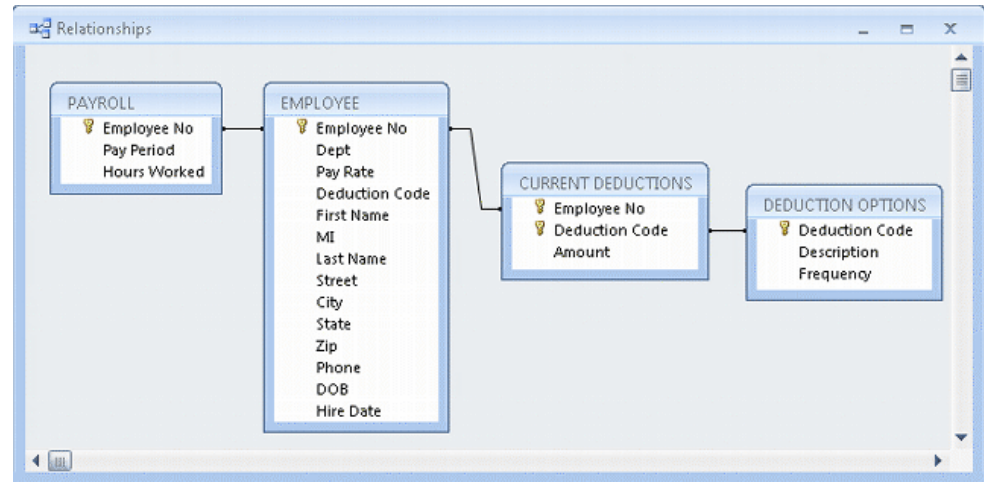 Relationships
PAYROLL
Employee No
Pay Period
Hours Worked
EMPLOYEE
Employee No
Dept
Pay Rate
Deduction Code
First Name
MI
Last Name
Street
City
State
Zip
Phone
DOB
Hire Date
CURRENT DEDUCTIONS
Employee No
Deduction Code
Amount
DEDUCTION OPTIONS
Deduction Code
Description
Frequency